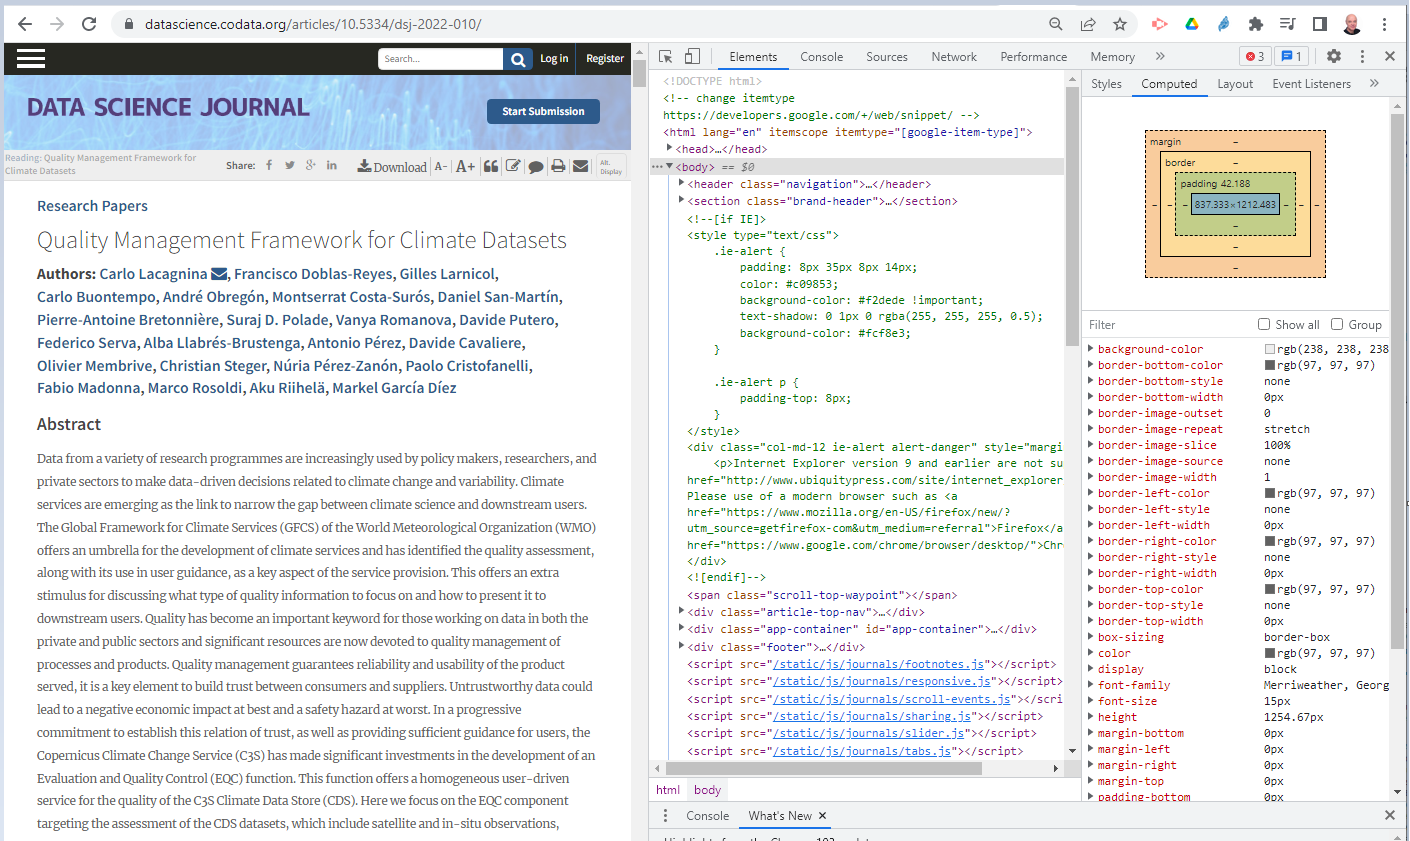 datascience.codata.org/articles/10.5334/dsj-2022-010/
Search...
Log in
Register
DATA SCIENCE JOURNAL
Start Submission
Reading: Quality Management Framework for
Climate Datasets
Share:
Download
A-
A+
Alt.
Display
Research Papers
Quality Management Framework for Climate Datasets
Authors: Carlo Lacagnina, Francisco Doblas-Reyes, Gilles Larnicol,
Carlo Buontempo, André Obregón, Montserrat Costa-Surós, Daniel San-Martín,
Pierre-Antoine Bretonnière, Suraj D. Polade, Vanya Romanova, Davide Putero,
Federico Serva, Alba Llabrés-Brustenga, Antonio Pérez, Davide Cavaliere,
Olivier Membrive, Christian Steger, Núria Pérez-Zanón, Paolo Cristofanelli,
Fabio Madonna, Marco Rosoldi, Aku Riihelä, Markel García Díez
Abstract
Data from a variety of research programmes are increasingly used by policy makers, researchers, and
private sectors to make data-driven decisions related to climate change and variability. Climate
services are emerging as the link to narrow the gap between climate science and downstream users.
The Global Framework for Climate Services (GFCS) of the World Meteorological Organization (WMO)
offers an umbrella for the development of climate services and has identified the quality assessment,
along with its use in user guidance, as a key aspect of the service provision. This offers an extra
stimulus for discussing what type of quality information to focus on and how to present it to
downstream users. Quality has become an important keyword for those working on data in both the
private and public sectors and significant resources are now devoted to quality management of
processes and products. Quality management guarantees reliability and usability of the product
served, it is a key element to build trust between consumers and suppliers. Untrustworthy data could
lead to a negative economic impact at best and a safety hazard at worst. In a progressive
commitment to establish this relation of trust, as well as providing sufficient guidance for users, the
Copernicus Climate Change Service (C3S) has made significant investments in the development of an
Evaluation and Quality Control (EQC) function. This function offers a homogeneous user-driven
service for the quality of the C3S Climate Data Store (CDS). Here we focus on the EQC component
targeting the assessment of the CDS datasets, which include satellite and in-situ observations,
Elements
Console
Sources
Network
Performance
Memory
»
3
1
<!DOCTYPE html>
<!-- change itemtype
https://developers.google.com/+/web/snippet/ -->
<html lang="en" itemscope itemtype="[google-item-type]">
<head>…</head>
<body> == $0
<header class="navigation">…</header>
<section class="brand-header">…</section>
<!--[if IE]>
<style type="text/css">
.ie-alert {
padding: 8px 35px 8px 14px;
color: #c09853;
background-color: #f2dede !important;
text-shadow: 0 1px 0 rgba(255, 255, 255, 0.5);
background-color: #fcf8e3;
}
.ie-alert p {
padding-top: 8px;
}
</style>
<div class="col-md-12 ie-alert alert-danger" style="margi
<p>Internet Explorer version 9 and earlier are not su
href="http://www.ubiquitypress.com/site/internet_explorer
Please use of a modern browser such as <a
href="https://www.mozilla.org/en-US/firefox/new/?
utm_source=getfirefox-com&utm_medium=referral">Firefox</a
href="https://www.google.com/chrome/browser/desktop/">Chr
</div>
<![endif]-->
<span class="scroll-top-waypoint"></span>
<div class="article-top-nav">…</div>
<div class="app-container" id="app-container">…</div>
<div class="footer">…</div>
<script src="/static/js/journals/footnotes.js"></script>
<script src="/static/js/journals/responsive.js"></script>
<script src="/static/js/journals/scroll-events.js"></scri
<script src="/static/js/journals/sharing.js"></script>
<script src="/static/js/journals/slider.js"></script>
<script src="/static/js/journals/tabs.js"></script>
html
body
Console
What's New
Styles
Computed
Layout
Event Listeners
»
margin
border
padding 42.188
837.333×1212.483
Filter
Show all
Group
background-color rgb(238, 238, 238
border-bottom-color rgb(97, 97, 97)
border-bottom-style none
border-bottom-width 0px
border-image-outset 0
border-image-repeat stretch
border-image-slice 100%
border-image-source none
border-image-width 1
border-left-color rgb(97, 97, 97)
border-left-style none
border-left-width 0px
border-right-color rgb(97, 97, 97)
border-right-style none
border-right-width 0px
border-top-color rgb(97, 97, 97)
border-top-style none
border-top-width 0px
box-sizing border-box
color rgb(97, 97, 97)
display block
font-family Merriweather, Georg
font-size 15px
height 1254.67px
margin-bottom 0px
margin-left 0px
margin-right 0px
margin-top 0px
padding-bottom 0px